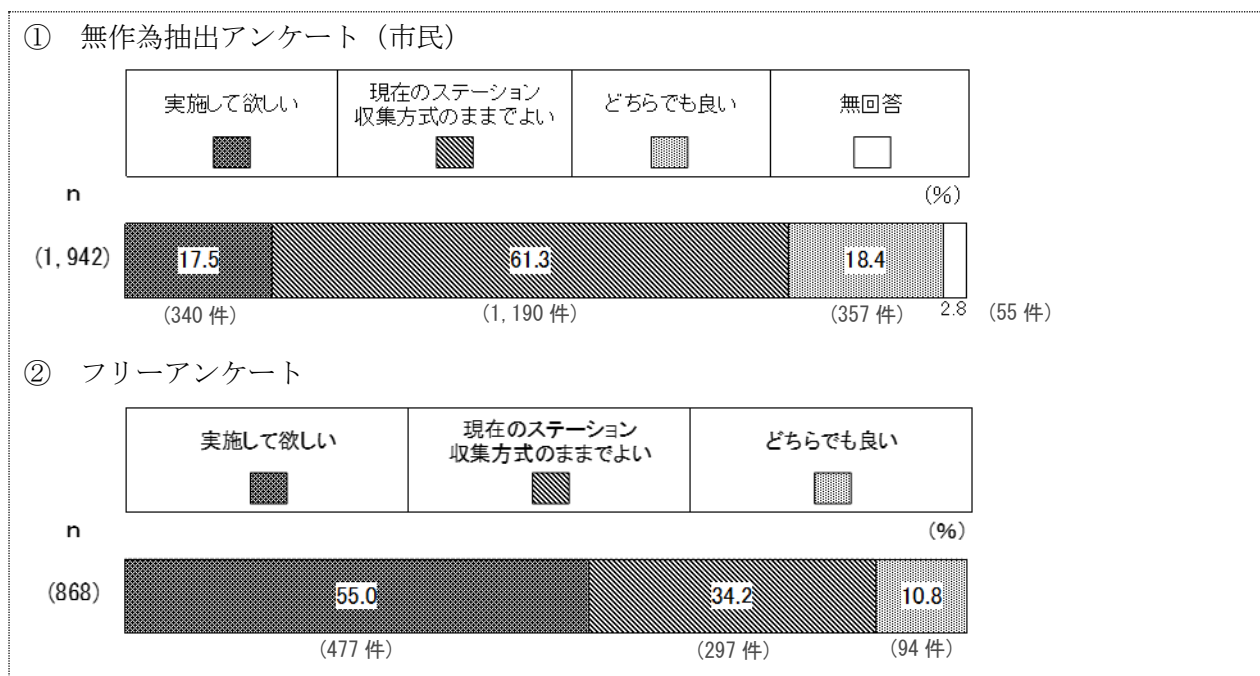 ① 無作為抽出アンケート（市民）
実施して欲しい
現在のステーション
収集方式のままでよい
どちらでも良い
無回答
n
(%)
(1,942)
17.5
61.3
18.4
2.8
(340 件)
(1,190 件)
(357 件)
(55 件)
② フリーアンケート
実施して欲しい
現在のステーション
収集方式のままでよい
どちらでも良い
n
(%)
(868)
55.0
34.2
10.8
(477 件)
(297 件)
(94 件)